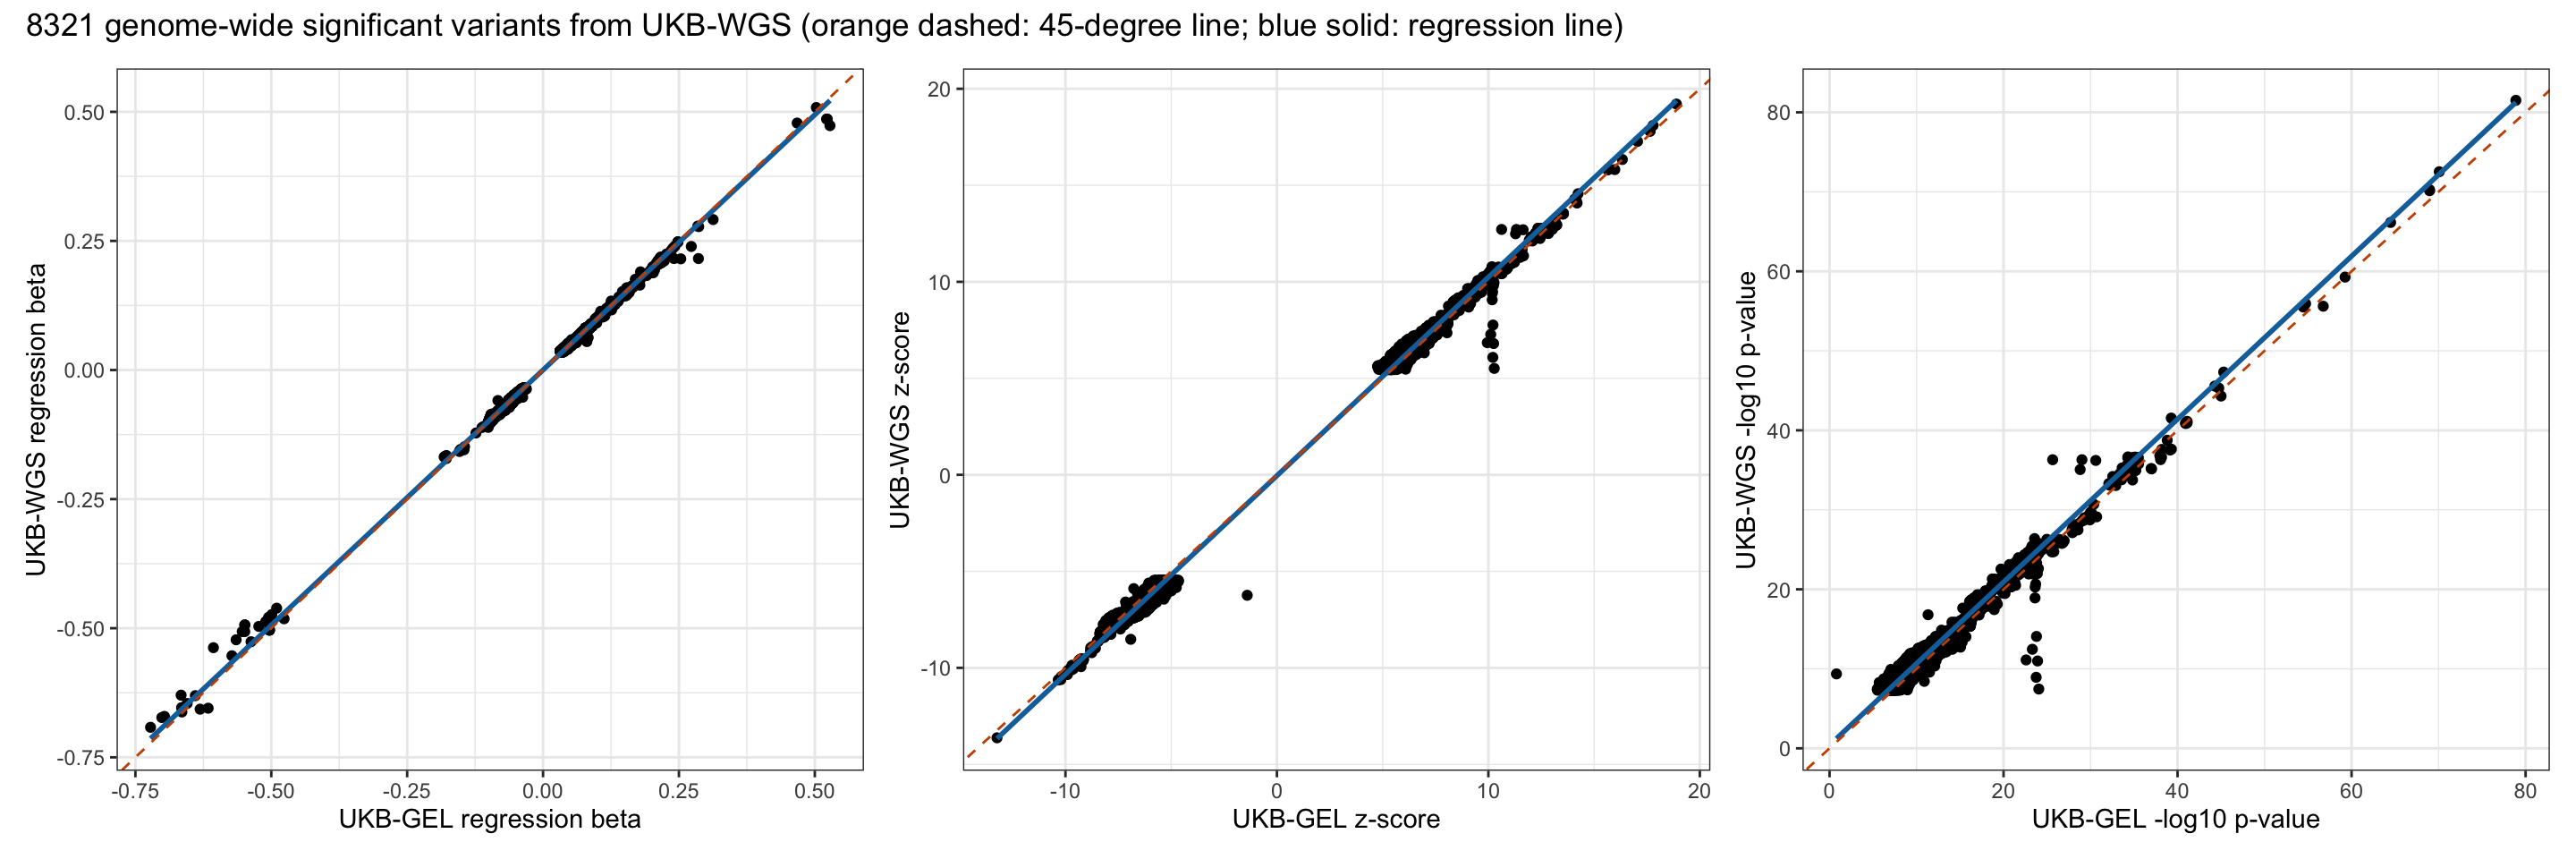 8321 genome-wide significant variants from UKB-WGS (orange dashed: 45-degree line; blue solid: regression line)
UKB-WGS regression beta
0.50
0.25
0.00
-0.25
-0.50
-0.75
-0.75 -0.50 -0.25 0.00 0.25 0.50
UKB-GEL regression beta
UKB-WGS z-score
20
10
0
-10
-10 0 10 20
UKB-GEL z-score
UKB-WGS -log10 p-value
80
60
40
20
0
0 20 40 60 80
UKB-GEL -log10 p-value